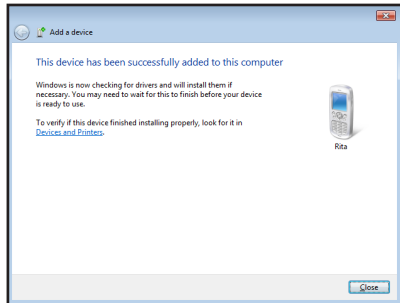 Add a device
This device has been successfully added to this computer
Windows is now checking for drivers and will install them if
necessary. You may need to wait for this to finish before your device
is ready to use.
To verify if this device finished installing properly, look for it in
Devices and Printers.
Rita
Close